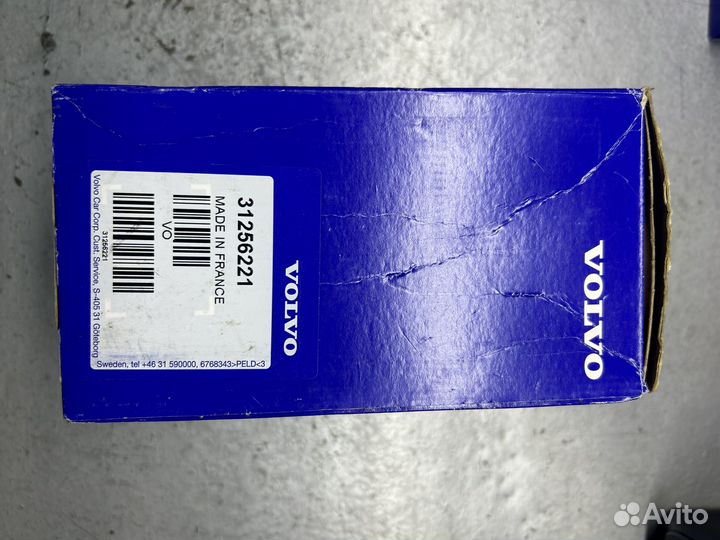 VOLVO
VOLVO
31256221
MADE IN FRANCE
VO
31256221
Volvo Car Corp. Cust. Service, S-405 31 Göteborg
Sweden, tel +46 31 590000, 6768343>PELD<3
Avito